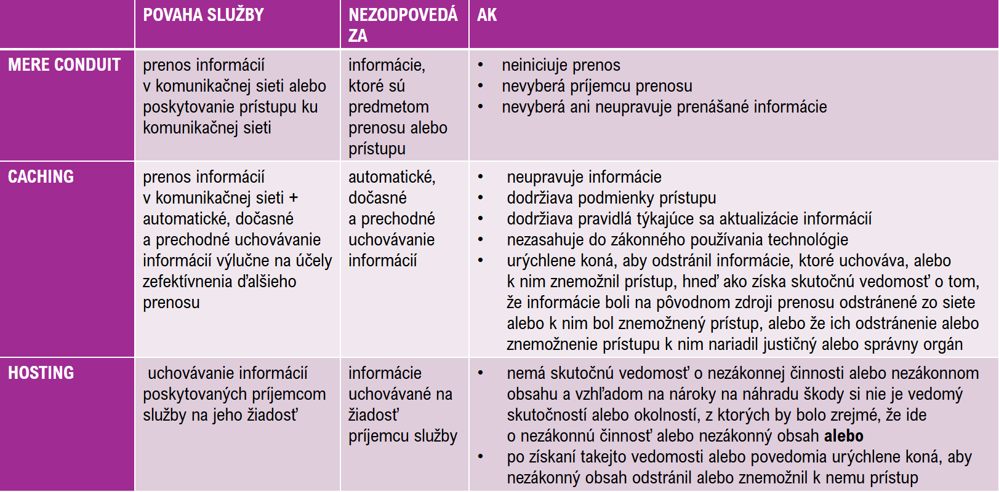 POVAHA SLUŽBY
NEZODPOVEDÁ
ZA
AK
MERE CONDUIT
prenos informácií
v komunikačnej sieti alebo
poskytovanie prístupu ku
komunikačnej sieti
informácie,
ktoré sú
predmetom
prenosu alebo
prístupu
• neiniciuje prenos
• nevyberá príjemcu prenosu
• nevyberá ani neupravuje prenášané informácie
CACHING
prenos informácií
v komunikačnej sieti +
automatické, dočasné
a prechodné uchovávanie
informácií výlučne na účely
zefektívnenia ďalšieho
prenosu
automatické,
dočasné
a prechodné
uchovávanie
informácií
• neupravuje informácie
• dodržiava podmienky prístupu
• dodržiava pravidlá týkajúce sa aktualizácie informácií
• nezasahuje do zákonného používania technológie
• urýchlene koná, aby odstránil informácie, ktoré uchováva, alebo
k nim znemožnil prístup, hneď ako získa skutočnú vedomosť o tom,
že informácie boli na pôvodnom zdroji prenosu odstránené zo siete
alebo k nim bol znemožnený prístup, alebo že ich odstránenie alebo
znemožnenie prístupu k nim nariadil justičný alebo správny orgán
HOSTING
uchovávanie informácií
poskytovaných príjemcom
služby na jeho žiadosť
informácie
uchovávané na
žiadosť
príjemcu služby
• nemá skutočnú vedomosť o nezákonnej činnosti alebo nezákonnom
obsahu a vzhľadom na nároky na náhradu škody si nie je vedomý
skutočností alebo okolností, z ktorých by bolo zrejmé, že ide
o nezákonnú činnosť alebo nezákonný obsah alebo
• po získaní takejto vedomosti alebo povedomia urýchlene koná, aby
nezákonný obsah odstránil alebo znemožnil k nemu prístup